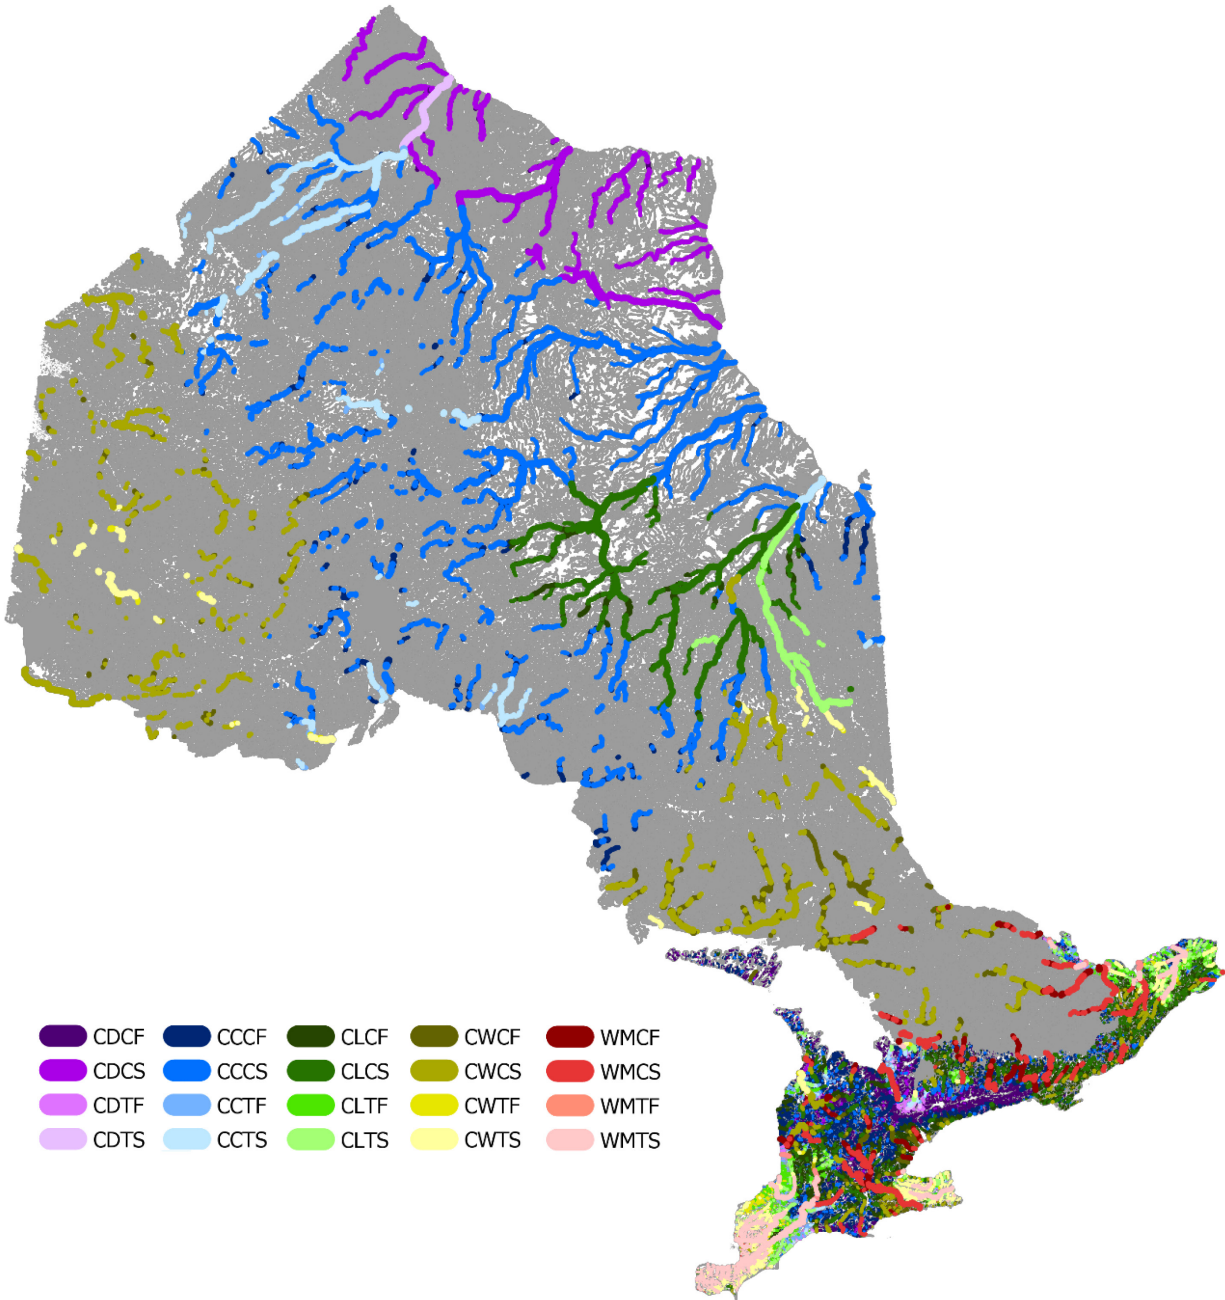 CDCF CCCF CLCF CWCF WMCF
CDCS CCCS CLCS CWCS WMCS
CDTF CCTF CLTF CWTF WMTF
CDTS CCTS CLTS CWTS WMTS